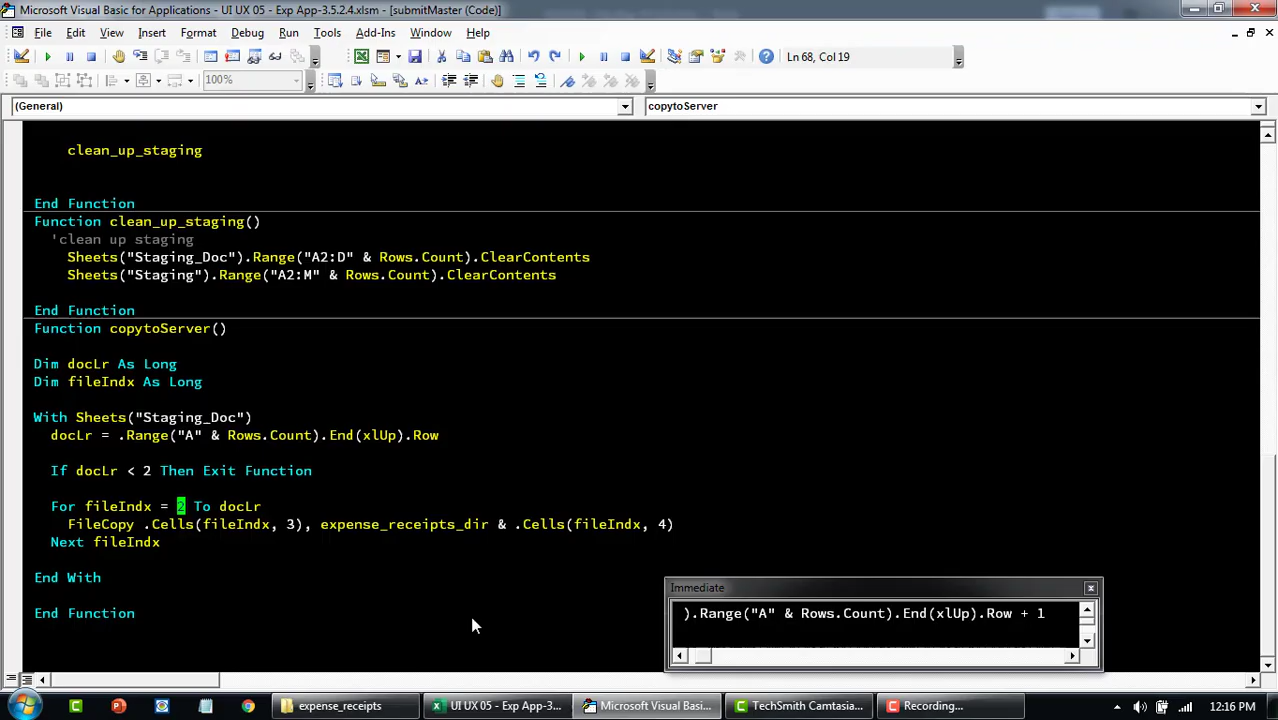 Microsoft Visual Basic for Applications - UI UX 05 - Exp App-3.5.2.4.xlsm - [submitMaster (Code)]
File Edit View Insert Format Debug Run Tools Add-Ins Window Help
Ln 68, Col 19
100%
(General) copytoServer
clean_up_staging
End Function
Function clean_up_staging()
'clean up staging
Sheets("Staging_Doc").Range("A2:D" & Rows.Count).ClearContents
Sheets("Staging").Range("A2:M" & Rows.Count).ClearContents
End Function
Function copytoServer()
Dim docLr As Long
Dim fileIndx As Long
With Sheets("Staging_Doc")
docLr = .Range("A" & Rows.Count).End(xlUp).Row
If docLr < 2 Then Exit Function
For fileIndx = 2 To docLr
FileCopy .Cells(fileIndx, 3), expense_receipts_dir & .Cells(fileIndx, 4)
Next fileIndx
End With
End Function
Immediate
).Range("A" & Rows.Count).End(xlUp).Row + 1
expense_receipts UI UX 05 - Exp App-3... Microsoft Visual Bas... TechSmith Camtasia... Recording... 12:16 PM